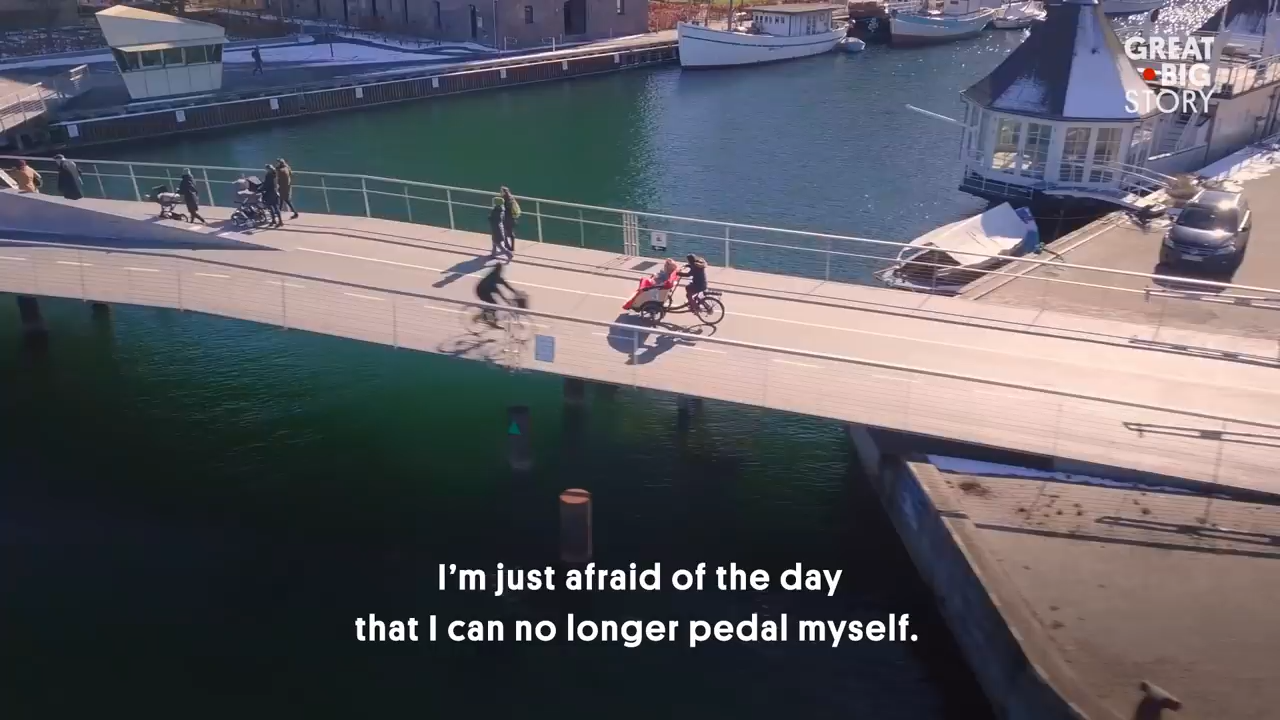 GREAT
BIG
STORY
I'm just afraid of the day
that I can no longer pedal myself.